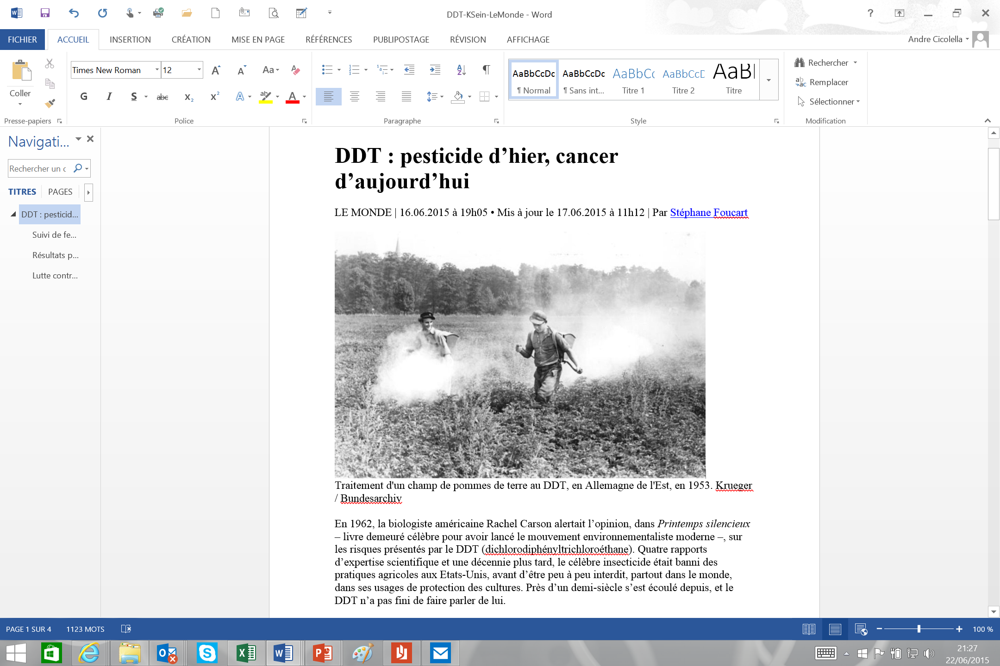 DDT-KSein-LeMonde - Word
?
FICHIER ACCUEIL INSERTION CRÉATION MISE EN PAGE RÉFÉRENCES PUBLIPOSTAGE RÉVISION AFFICHAGE
Andre Cicolella
Coller
Presse-papiers
Times New Roman 12
Aa
G I S abc x₂ x² A ab A
Police
Paragraphe
AaBbCcDc AaBbCcDc AaBbCc AaBbCcD AaB
¶ Normal ¶ Sans int... Titre 1 Titre 2 Titre
Style
Rechercher
Remplacer
Sélectionner
Modification
Navigati...
Rechercher un c
TITRES PAGES
DDT : pesticid...
Suivi de fe...
Résultats p...
Lutte contr...
DDT : pesticide d’hier, cancer
d’aujourd’hui
LE MONDE | 16.06.2015 à 19h05 • Mis à jour le 17.06.2015 à 11h12 | Par Stéphane Foucart
Traitement d'un champ de pommes de terre au DDT, en Allemagne de l'Est, en 1953. Krueger
/ Bundesarchiv
En 1962, la biologiste américaine Rachel Carson alertait l’opinion, dans Printemps silencieux
– livre demeuré célèbre pour avoir lancé le mouvement environnementaliste moderne –, sur
les risques présentés par le DDT (dichlorodiphényltrichloroéthane). Quatre rapports
d’expertise scientifique et une décennie plus tard, le célèbre insecticide était banni des
pratiques agricoles aux Etats-Unis, avant d’être peu à peu interdit, partout dans le monde,
dans ses usages de protection des cultures. Près d’un demi-siècle s’est écoulé depuis, et le
DDT n’a pas fini de faire parler de lui.
PAGE 1 SUR 4 1123 MOTS
100 %
21:27
22/06/2015